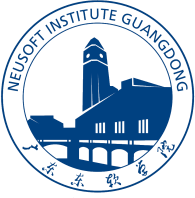 NEUSOFT INSTITUTE GUANGDONG
广东东软学院